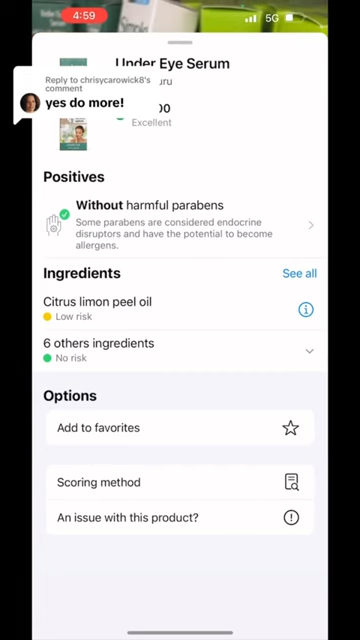 4:59
5G
Under Eye Serum
Reply to chrisycarowick8's
comment
yes do more!
Excellent
Positives
Without harmful parabens
Some parabens are considered endocrine
disruptors and have the potential to become
allergens.
Ingredients
See all
Citrus limon peel oil
Low risk
6 others ingredients
No risk
Options
Add to favorites
Scoring method
An issue with this product?